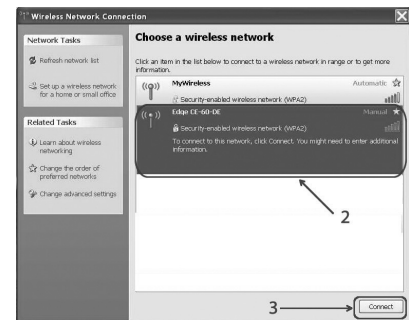 Wireless Network Connection
Network Tasks
Refresh network list
Set up a wireless network
for a home or small office
Related Tasks
Learn about wireless
networking
Change the order of
preferred networks
Change advanced settings
Choose a wireless network
Click an item in the list below to connect to a wireless network in range or to get more
information.
MyWireless Automatic
Security-enabled wireless network (WPA2)
Edge CE-60-DE Manual
Security-enabled wireless network (WPA2)
To connect to this network, click Connect. You might need to enter additional
information.
2
3
Connect